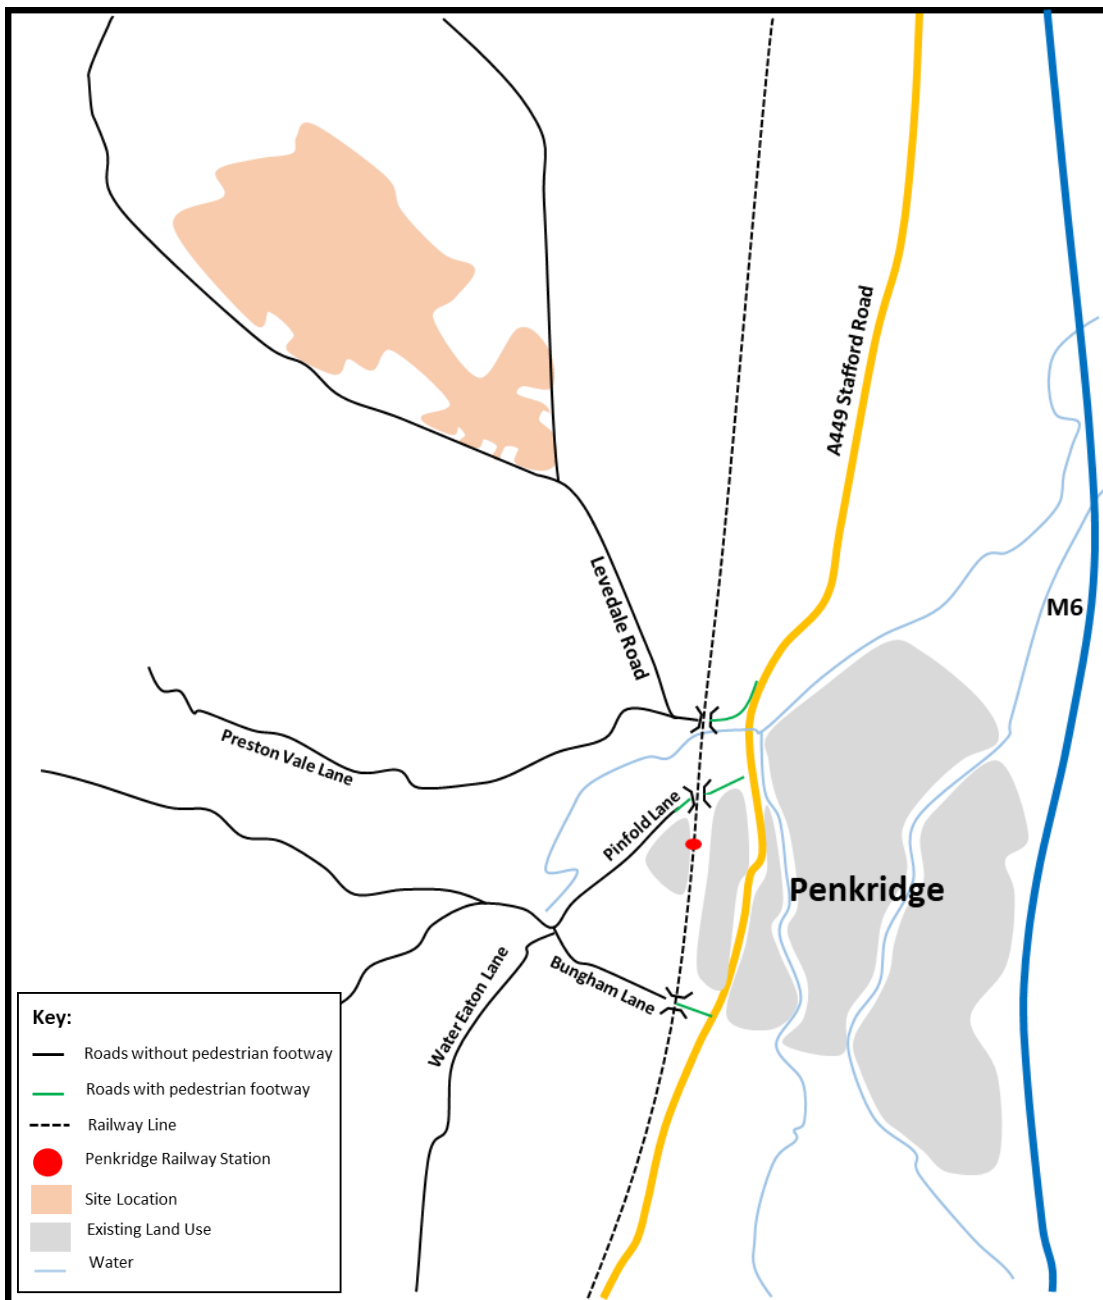 A449 Stafford Road
M6
Levedale Road
Preston Vale Lane
Pinfold Lane
Penkridge
Bungham Lane
Water Eaton Lane
Key:
Roads without pedestrian footway
Roads with pedestrian footway
Railway Line
Penkridge Railway Station
Site Location
Existing Land Use
Water